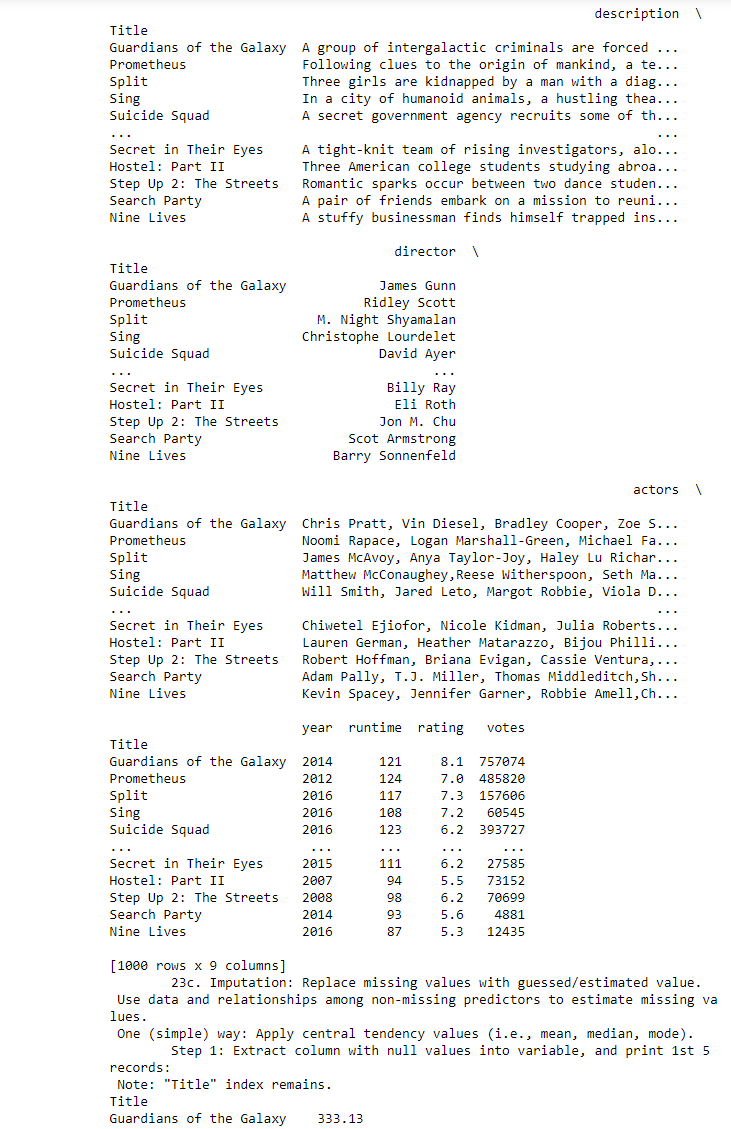 description \
Title
Guardians of the Galaxy A group of intergalactic criminals are forced ...
Prometheus Following clues to the origin of mankind, a te...
Split Three girls are kidnapped by a man with a diag...
Sing In a city of humanoid animals, a hustling thea...
Suicide Squad A secret government agency recruits some of th...
... ...
Secret in Their Eyes A tight-knit team of rising investigators, alo...
Hostel: Part II Three American college students studying abroa...
Step Up 2: The Streets Romantic sparks occur between two dance studen...
Search Party A pair of friends embark on a mission to reuni...
Nine Lives A stuffy businessman finds himself trapped ins...
director \
Title
Guardians of the Galaxy James Gunn
Prometheus Ridley Scott
Split M. Night Shyamalan
Sing Christophe Lourdelet
Suicide Squad David Ayer
... ...
Secret in Their Eyes Billy Ray
Hostel: Part II Eli Roth
Step Up 2: The Streets Jon M. Chu
Search Party Scot Armstrong
Nine Lives Barry Sonnenfeld
actors \
Title
Guardians of the Galaxy Chris Pratt, Vin Diesel, Bradley Cooper, Zoe S...
Prometheus Noomi Rapace, Logan Marshall-Green, Michael Fa...
Split James McAvoy, Anya Taylor-Joy, Haley Lu Richar...
Sing Matthew McConaughey,Reese Witherspoon, Seth Ma...
Suicide Squad Will Smith, Jared Leto, Margot Robbie, Viola D...
... ...
Secret in Their Eyes Chiwetel Ejiofor, Nicole Kidman, Julia Roberts...
Hostel: Part II Lauren German, Heather Matarazzo, Bijou Philli...
Step Up 2: The Streets Robert Hoffman, Briana Evigan, Cassie Ventura,...
Search Party Adam Pally, T.J. Miller, Thomas Middleditch,Sh...
Nine Lives Kevin Spacey, Jennifer Garner, Robbie Amell,Ch...
year runtime rating votes
Title
Guardians of the Galaxy 2014 121 8.1 757074
Prometheus 2012 124 7.0 485820
Split 2016 117 7.3 157606
Sing 2016 108 7.2 60545
Suicide Squad 2016 123 6.2 393727
... ... ... ... ...
Secret in Their Eyes 2015 111 6.2 27585
Hostel: Part II 2007 94 5.5 73152
Step Up 2: The Streets 2008 98 6.2 70699
Search Party 2014 93 5.6 4881
Nine Lives 2016 87 5.3 12435
[1000 rows x 9 columns]
23c. Imputation: Replace missing values with guessed/estimated value.
Use data and relationships among non-missing predictors to estimate missing va
lues.
One (simple) way: Apply central tendency values (i.e., mean, median, mode).
Step 1: Extract column with null values into variable, and print 1st 5
records:
Note: "Title" index remains.
Title
Guardians of the Galaxy 333.13